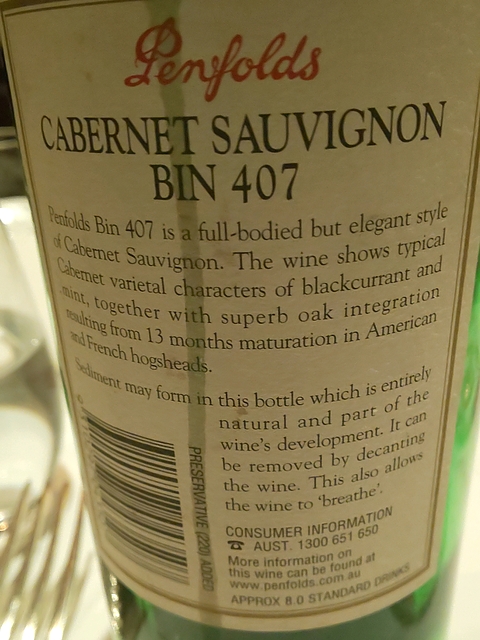 Penfolds
CABERNET SAUVIGNON
BIN 407
Penfolds Bin 407 is a full-bodied but elegant style
of Cabernet Sauvignon. The wine shows typical
Cabernet varietal characters of blackcurrant and
mint, together with superb oak integration
resulting from 13 months maturation in American
and French hogsheads.
Sediment may form in this bottle which is entirely
natural and part of the
wine's development. It can
be removed by decanting
the wine. This also allows
the wine to 'breathe'.
PRESERVATIVE (220) ADDED
CONSUMER INFORMATION
☎ AUST. 1300 651 650
More information on
this wine can be found at
www.penfolds.com.au
APPROX 8.0 STANDARD DRINKS